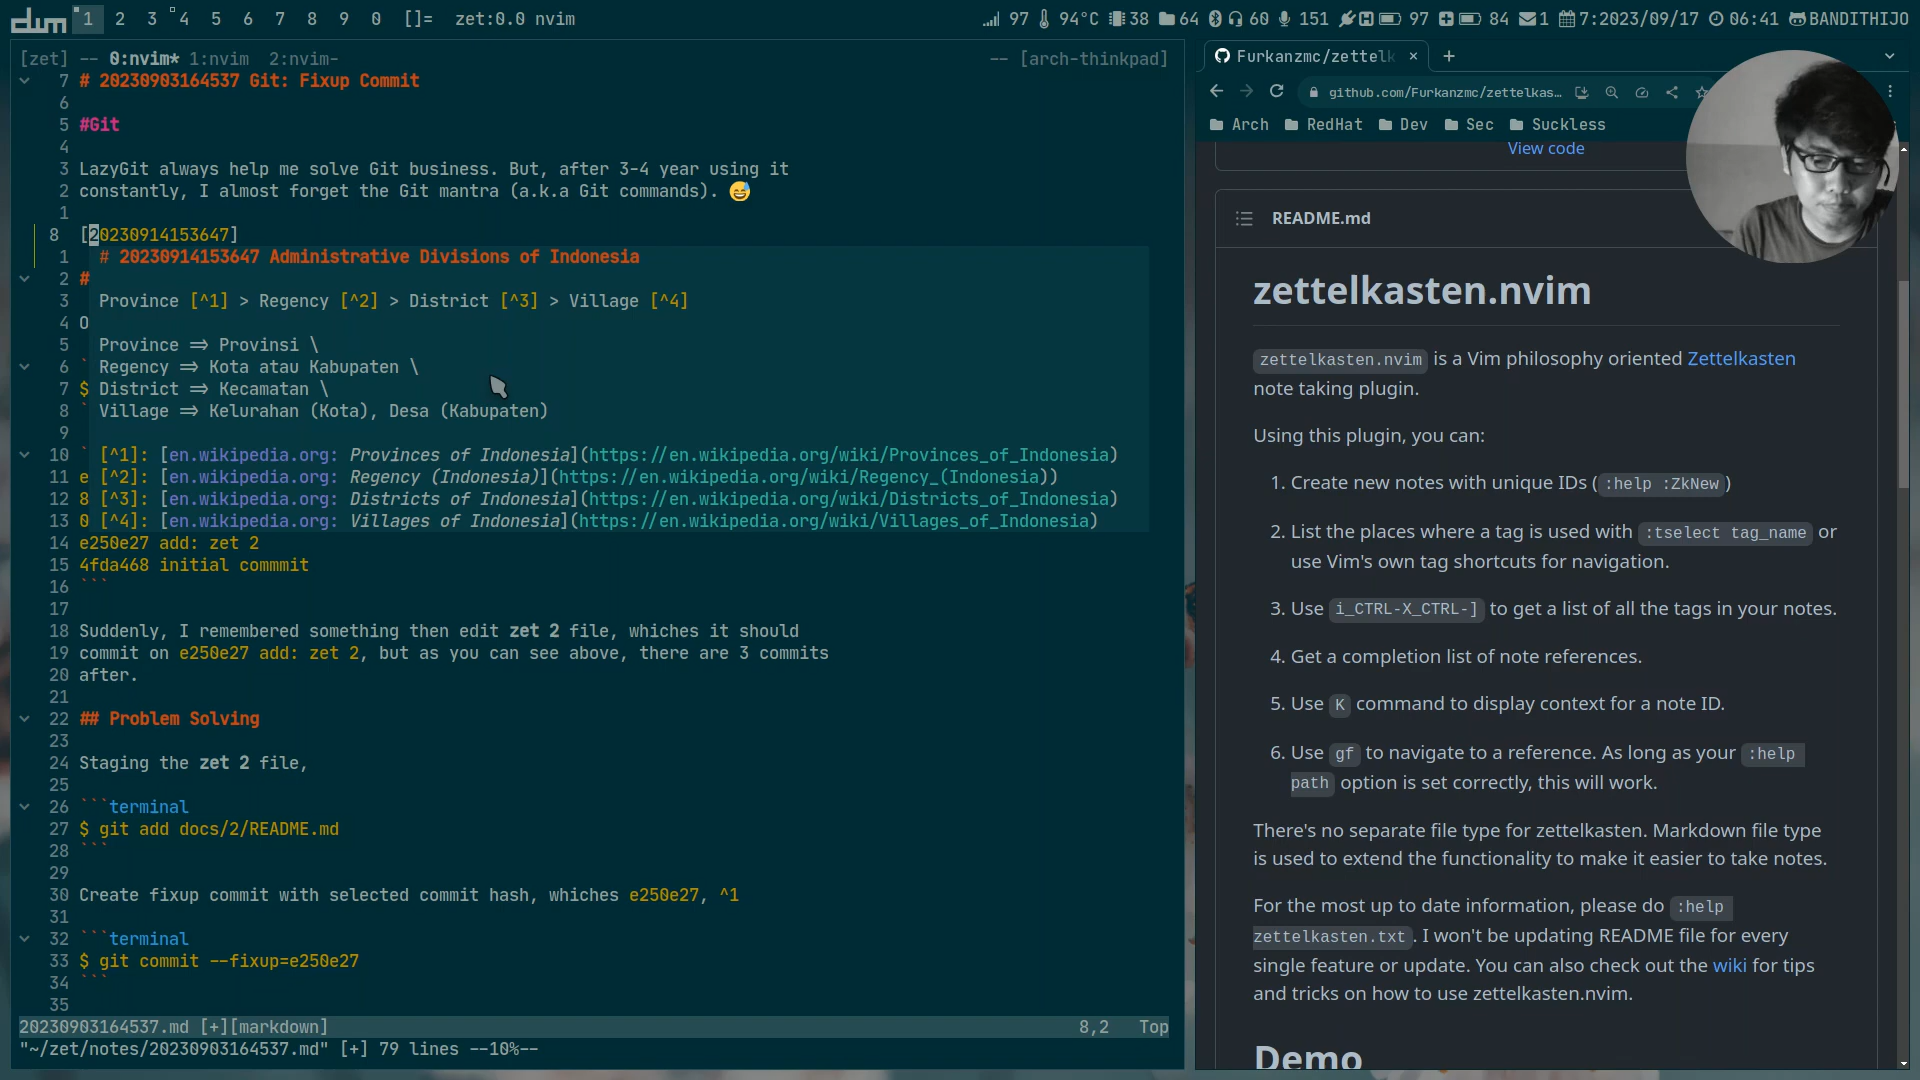 dwm 1 2 3 4 5 6 7 8 9 0 []= zet:0.0 nvim 97 94°C 38 64 60 151 97 84 1 7:2023/09/17 06:41 BANDITHIJO
[zet] -- 0:nvim* 1:nvim 2:nvim- -- [arch-thinkpad]
7 # 20230903164537 Git: Fixup Commit
6
5 #Git
4
3 LazyGit always help me solve Git business. But, after 3-4 year using it
2 constantly, I almost forget the Git mantra (a.k.a Git commands). 😅
1
8 [20230914153647]
1 # 20230914153647 Administrative Divisions of Indonesia
2 #
3 Province [^1] > Regency [^2] > District [^3] > Village [^4]
4 O
5 Province => Provinsi \
6 ` Regency => Kota atau Kabupaten \
7 $ District => Kecamatan \
8 ` Village => Kelurahan (Kota), Desa (Kabupaten)
9
10 ` [^1]: [en.wikipedia.org: Provinces of Indonesia](https://en.wikipedia.org/wiki/Provinces_of_Indonesia)
11 e [^2]: [en.wikipedia.org: Regency (Indonesia)](https://en.wikipedia.org/wiki/Regency_(Indonesia))
12 8 [^3]: [en.wikipedia.org: Districts of Indonesia](https://en.wikipedia.org/wiki/Districts_of_Indonesia)
13 0 [^4]: [en.wikipedia.org: Villages of Indonesia](https://en.wikipedia.org/wiki/Villages_of_Indonesia)
14 e250e27 add: zet 2
15 4fda468 initial commmit
16 ```
17
18 Suddenly, I remembered something then edit zet 2 file, whiches it should
19 commit on e250e27 add: zet 2, but as you can see above, there are 3 commits
20 after.
21
22 ## Problem Solving
23
24 Staging the zet 2 file,
25
26 ```terminal
27 $ git add docs/2/README.md
28 ```
29
30 Create fixup commit with selected commit hash, whiches e250e27, ^1
31
32 ```terminal
33 $ git commit --fixup=e250e27
34 ```
35
20230903164537.md [+][markdown] 8,2 Top
"~/zet/notes/20230903164537.md" [+] 79 lines --10%--
Furkanzmc/zettelk
github.com/Furkanzmc/zettelkas...
Arch RedHat Dev Sec Suckless
View code
README.md
zettelkasten.nvim
zettelkasten.nvim is a Vim philosophy oriented Zettelkasten
note taking plugin.
Using this plugin, you can:
1. Create new notes with unique IDs ( :help :ZkNew )
2. List the places where a tag is used with :tselect tag_name or
use Vim's own tag shortcuts for navigation.
3. Use i_CTRL-X_CTRL-] to get a list of all the tags in your notes.
4. Get a completion list of note references.
5. Use K command to display context for a note ID.
6. Use gf to navigate to a reference. As long as your :help
path option is set correctly, this will work.
There's no separate file type for zettelkasten. Markdown file type
is used to extend the functionality to make it easier to take notes.
For the most up to date information, please do :help
zettelkasten.txt . I won't be updating README file for every
single feature or update. You can also check out the wiki for tips
and tricks on how to use zettelkasten.nvim.
Demo